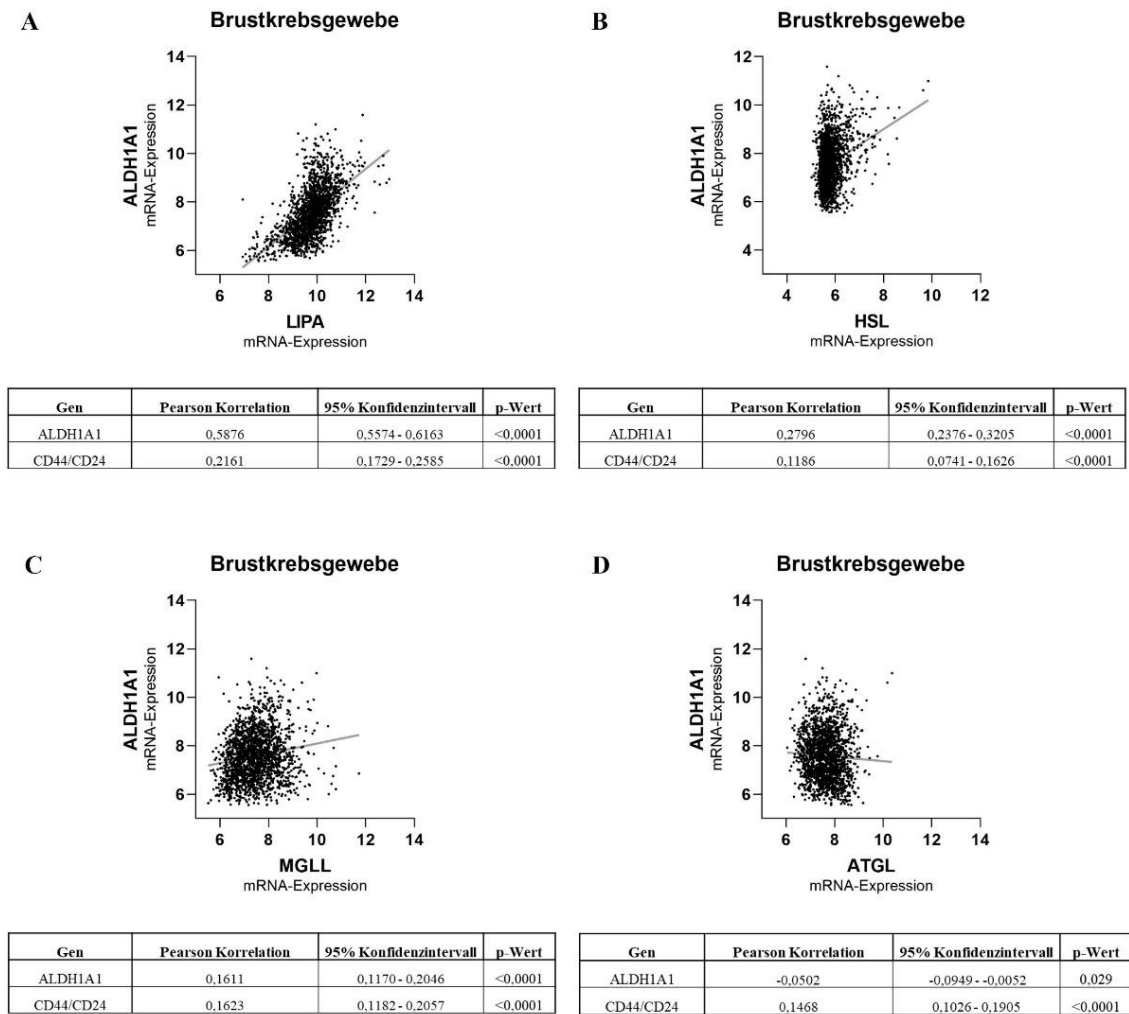 A
Brustkrebsgewebe
14
12
10
8
6
ALDH1A1
mRNA-Expression
6 8 10 12 14
LIPA
mRNA-Expression
Gen Pearson Korrelation 95% Konfidenzintervall p-Wert
ALDH1A1 0,5876 0,5574 - 0,6163 <0,0001
CD44/CD24 0,2161 0,1729 - 0,2585 <0,0001
B
Brustkrebsgewebe
12
10
8
6
4
ALDH1A1
mRNA-Expression
4 6 8 10 12
HSL
mRNA-Expression
Gen Pearson Korrelation 95% Konfidenzintervall p-Wert
ALDH1A1 0,2796 0,2376 - 0,3205 <0,0001
CD44/CD24 0,1186 0,0741 - 0,1626 <0,0001
C
Brustkrebsgewebe
14
12
10
8
6
ALDH1A1
mRNA-Expression
6 8 10 12 14
MGLL
mRNA-Expression
Gen Pearson Korrelation 95% Konfidenzintervall p-Wert
ALDH1A1 0,1611 0,1170 - 0,2046 <0,0001
CD44/CD24 0,1623 0,1182 - 0,2057 <0,0001
D
Brustkrebsgewebe
14
12
10
8
6
ALDH1A1
mRNA-Expression
6 8 10 12 14
ATGL
mRNA-Expression
Gen Pearson Korrelation 95% Konfidenzintervall p-Wert
ALDH1A1 -0,0502 -0,0949 - -0,0052 0,029
CD44/CD24 0,1468 0,1026 - 0,1905 <0,0001